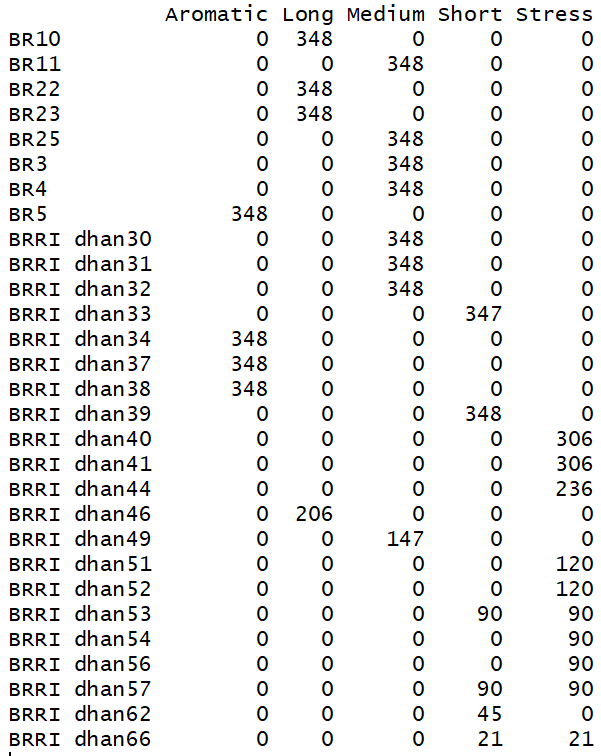 Aromatic Long Medium Short Stress
BR10 0 348 0 0 0
BR11 0 0 348 0 0
BR22 0 348 0 0 0
BR23 0 348 0 0 0
BR25 0 0 348 0 0
BR3 0 0 348 0 0
BR4 0 0 348 0 0
BR5 348 0 0 0 0
BRRI dhan30 0 0 348 0 0
BRRI dhan31 0 0 348 0 0
BRRI dhan32 0 0 348 0 0
BRRI dhan33 0 0 0 347 0
BRRI dhan34 348 0 0 0 0
BRRI dhan37 348 0 0 0 0
BRRI dhan38 348 0 0 0 0
BRRI dhan39 0 0 0 348 0
BRRI dhan40 0 0 0 0 306
BRRI dhan41 0 0 0 0 306
BRRI dhan44 0 0 0 0 236
BRRI dhan46 0 206 0 0 0
BRRI dhan49 0 0 147 0 0
BRRI dhan51 0 0 0 0 120
BRRI dhan52 0 0 0 0 120
BRRI dhan53 0 0 0 90 90
BRRI dhan54 0 0 0 0 90
BRRI dhan56 0 0 0 0 90
BRRI dhan57 0 0 0 90 90
BRRI dhan62 0 0 0 45 0
BRRI dhan66 0 0 0 21 21